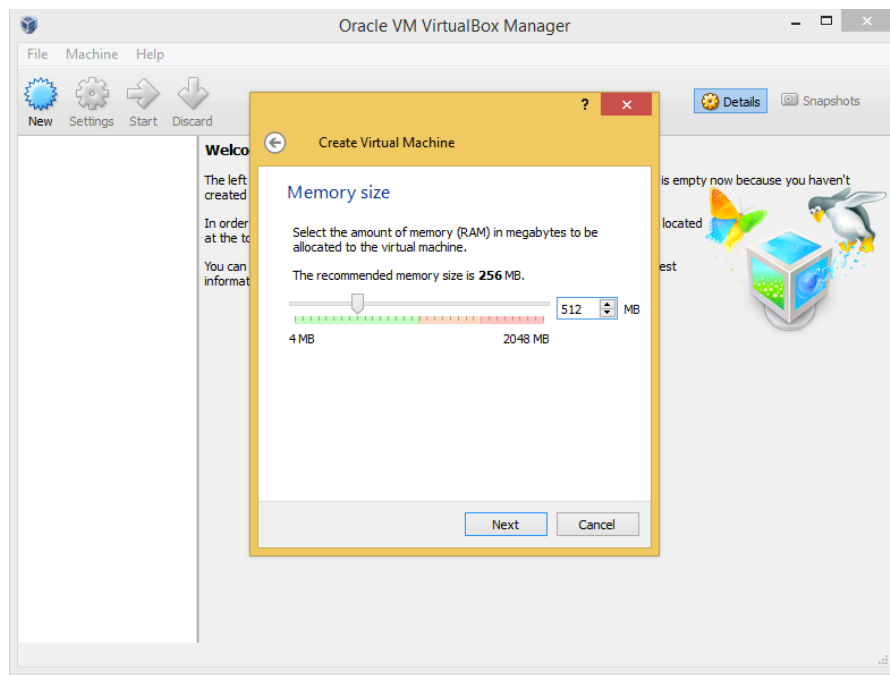 Oracle VM VirtualBox Manager
File Machine Help
New Settings Start Discard
Details Snapshots
Welco
The left
created
In order
at the to
You can
informat
is empty now because you haven't
located
est
? ×
Create Virtual Machine
Memory size
Select the amount of memory (RAM) in megabytes to be
allocated to the virtual machine.
The recommended memory size is 256 MB.
512 MB
4 MB 2048 MB
Next Cancel